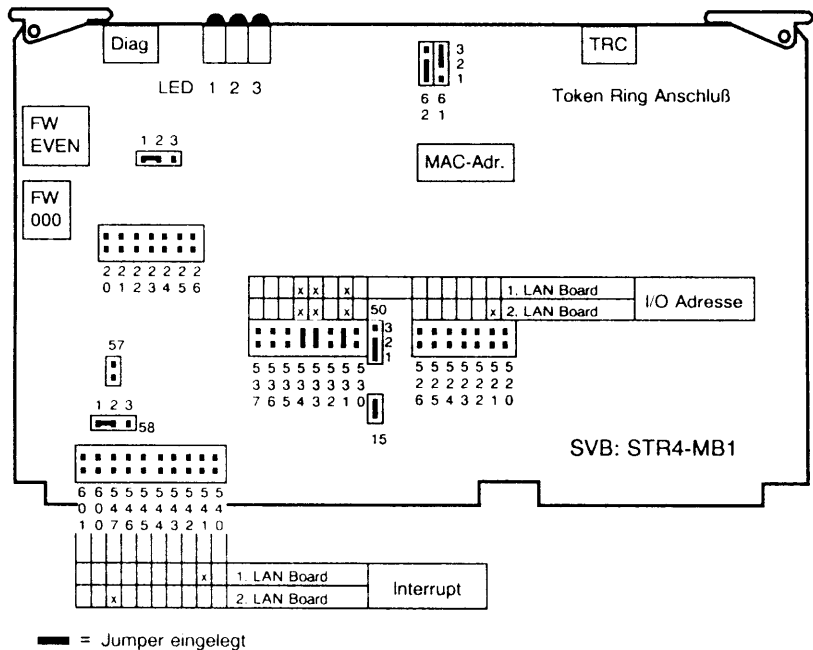 Diag
TRC
LED 1 2 3
3
2
1
6 6
2 1
Token Ring Anschluß
FW
EVEN
1 2 3
MAC-Adr.
FW
000
2 2 2 2 2 2 2
0 1 2 3 4 5 6
x x x 1. LAN Board
I/O Adresse
x x x x 2. LAN Board
50
3
2
1
57
5 5 5 5 5 5 5 5
3 3 3 3 3 3 3 3
7 6 5 4 3 2 1 0
5 5 5 5 5 5 5
2 2 2 2 2 2 2
6 5 4 3 2 1 0
1 2 3
58
15
SVB: STR4-MB1
6 6 5 5 5 5 5 5 5 5
0 0 4 4 4 4 4 4 4 4
1 0 7 6 5 4 3 2 1 0
x 1. LAN Board
Interrupt
x 2. LAN Board
= Jumper eingelegt